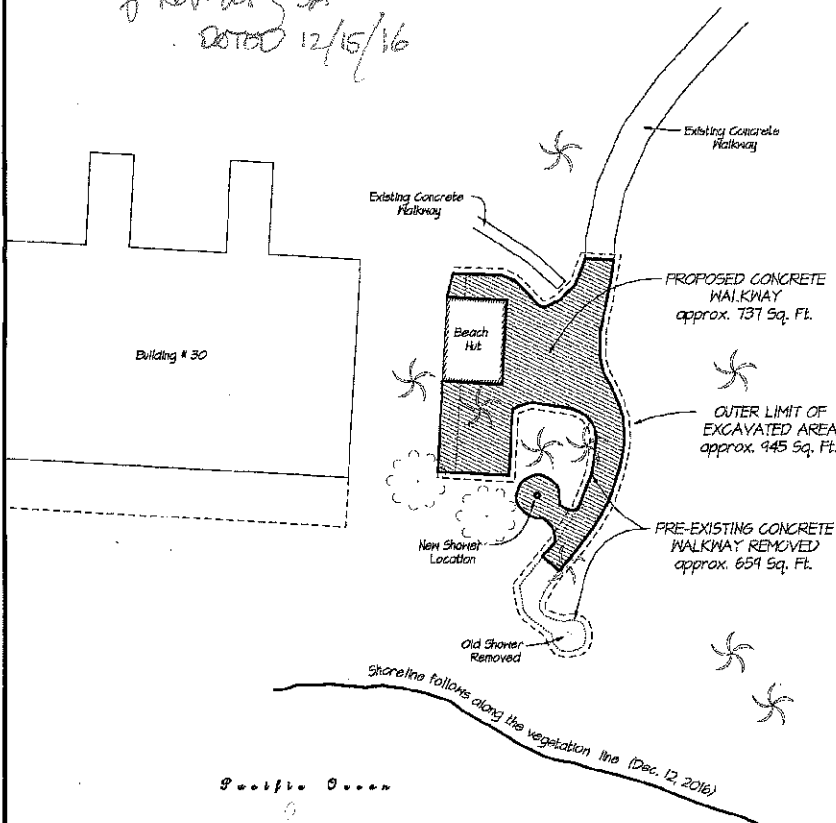 DATED 12/15/16
Existing Concrete
Walkway
Existing Concrete
Walkway
PROPOSED CONCRETE
WALKWAY
approx. 737 Sq. Ft.
Beach
Hut
Building # 30
OUTER LIMIT OF
EXCAVATED AREA
approx. 945 Sq. Ft.
New Shower
Location
PRE-EXISTING CONCRETE
WALKWAY REMOVED
approx. 659 Sq. Ft.
Old Shower
Removed
Shoreline follows along the vegetation line (Dec. 12, 2016)
Pacific Ocean